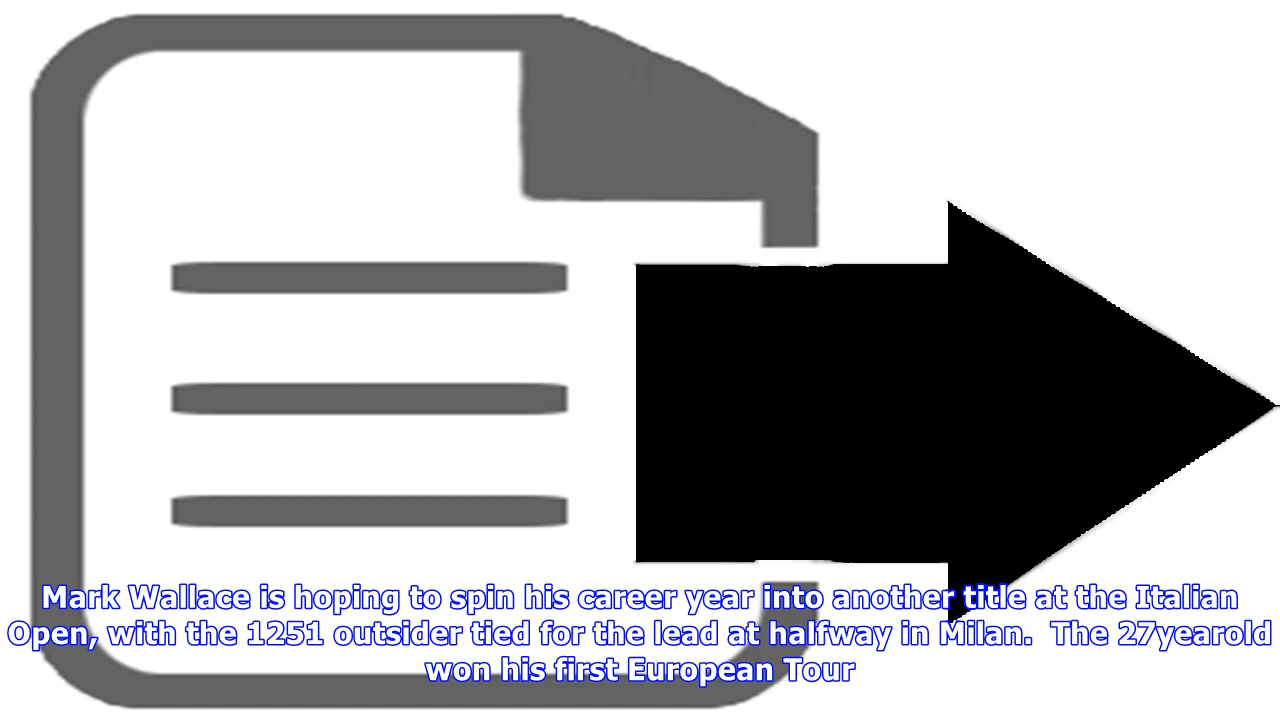 Mark Wallace is hoping to spin his career year into another title at the Italian
Open, with the 1251 outsider tied for the lead at halfway in Milan.  The 27yearold
won his first European Tour